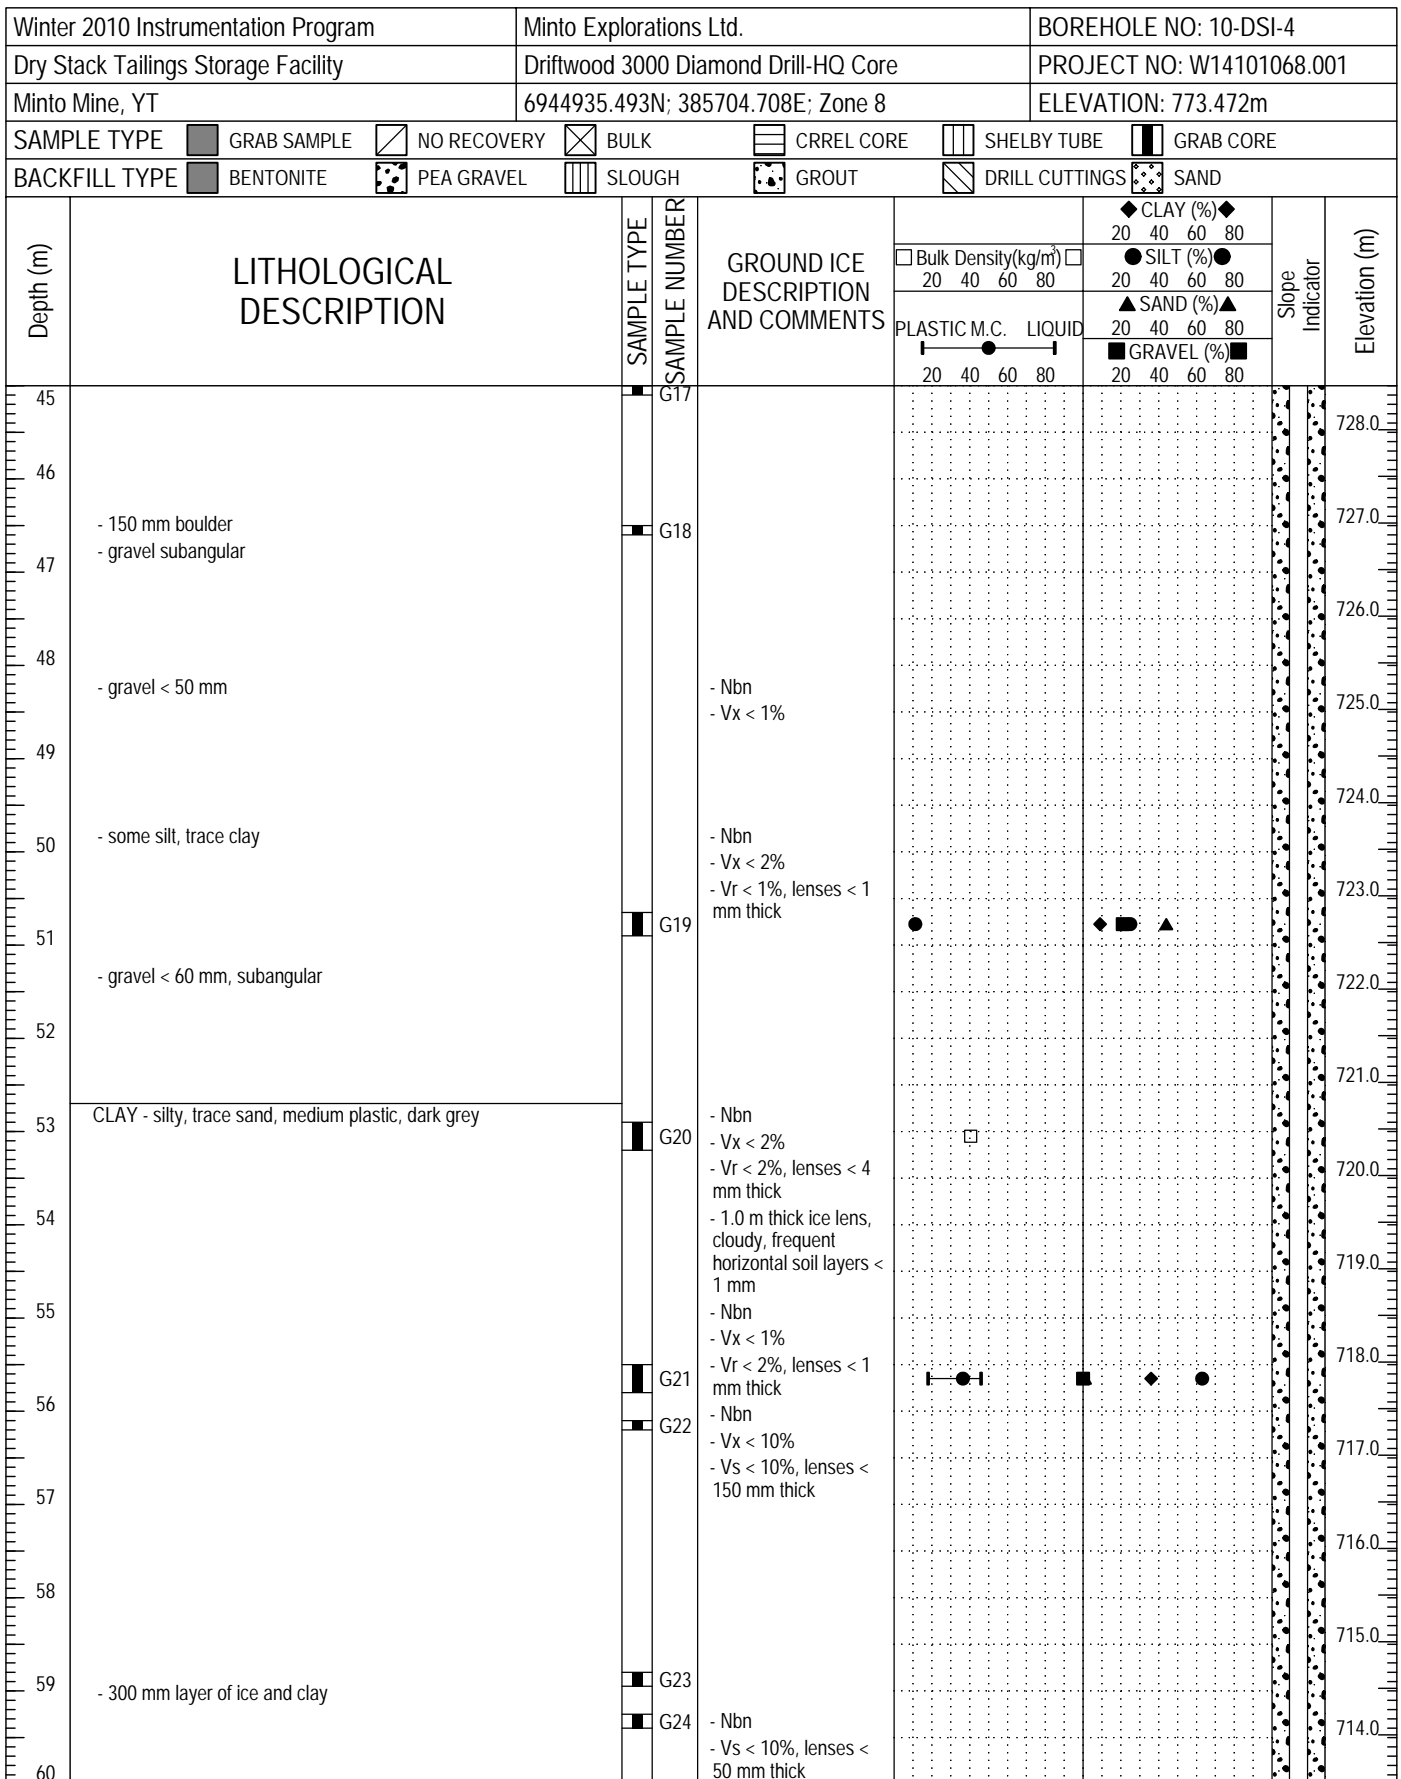 Winter 2010 Instrumentation Program
Minto Explorations Ltd.
BOREHOLE NO: 10-DSI-4
Dry Stack Tailings Storage Facility
Driftwood 3000 Diamond Drill-HQ Core
PROJECT NO: W14101068.001
Minto Mine, YT
6944935.493N; 385704.708E; Zone 8
ELEVATION: 773.472m
SAMPLE TYPE GRAB SAMPLE NO RECOVERY BULK CRREL CORE SHELBY TUBE GRAB CORE
BACKFILL TYPE BENTONITE PEA GRAVEL SLOUGH GROUT DRILL CUTTINGS SAND
Depth (m)
LITHOLOGICAL
DESCRIPTION
SAMPLE TYPE
SAMPLE NUMBER
GROUND ICE
DESCRIPTION
AND COMMENTS
Bulk Density(kg/m³)
20 40 60 80
PLASTIC M.C. LIQUID
20 40 60 80
CLAY (%)
20 40 60 80
SILT (%)
20 40 60 80
SAND (%)
20 40 60 80
GRAVEL (%)
20 40 60 80
Slope
Indicator
Elevation (m)
45
G17
728.0
46
- 150 mm boulder
G18
727.0
- gravel subangular
47
726.0
48
- gravel < 50 mm
- Nbn
- Vx < 1%
725.0
49
724.0
- some silt, trace clay
- Nbn
50
- Vx < 2%
- Vr < 1%, lenses < 1
mm thick
723.0
G19
51
- gravel < 60 mm, subangular
722.0
52
721.0
CLAY - silty, trace sand, medium plastic, dark grey
- Nbn
53
G20
- Vx < 2%
- Vr < 2%, lenses < 4
mm thick
720.0
54
- 1.0 m thick ice lens,
cloudy, frequent
horizontal soil layers <
1 mm
719.0
55
- Nbn
- Vx < 1%
- Vr < 2%, lenses < 1
mm thick
718.0
G21
56
- Nbn
G22
- Vx < 10%
717.0
- Vs < 10%, lenses <
150 mm thick
57
716.0
58
715.0
G23
59
- 300 mm layer of ice and clay
G24
- Nbn
714.0
- Vs < 10%, lenses <
50 mm thick
60